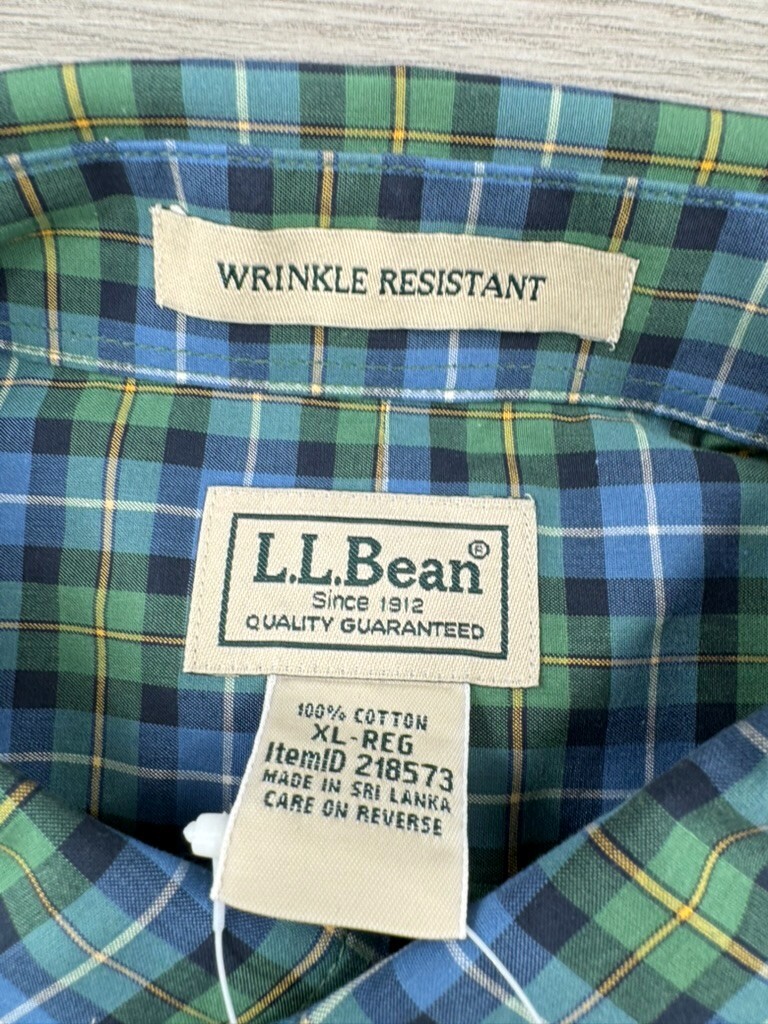 WRINKLE RESISTANT
L.L.Bean®
Since 1912
QUALITY GUARANTEED
100% COTTON
XL-REG
ItemID 218573
MADE IN SRI LANKA
CARE ON REVERSE